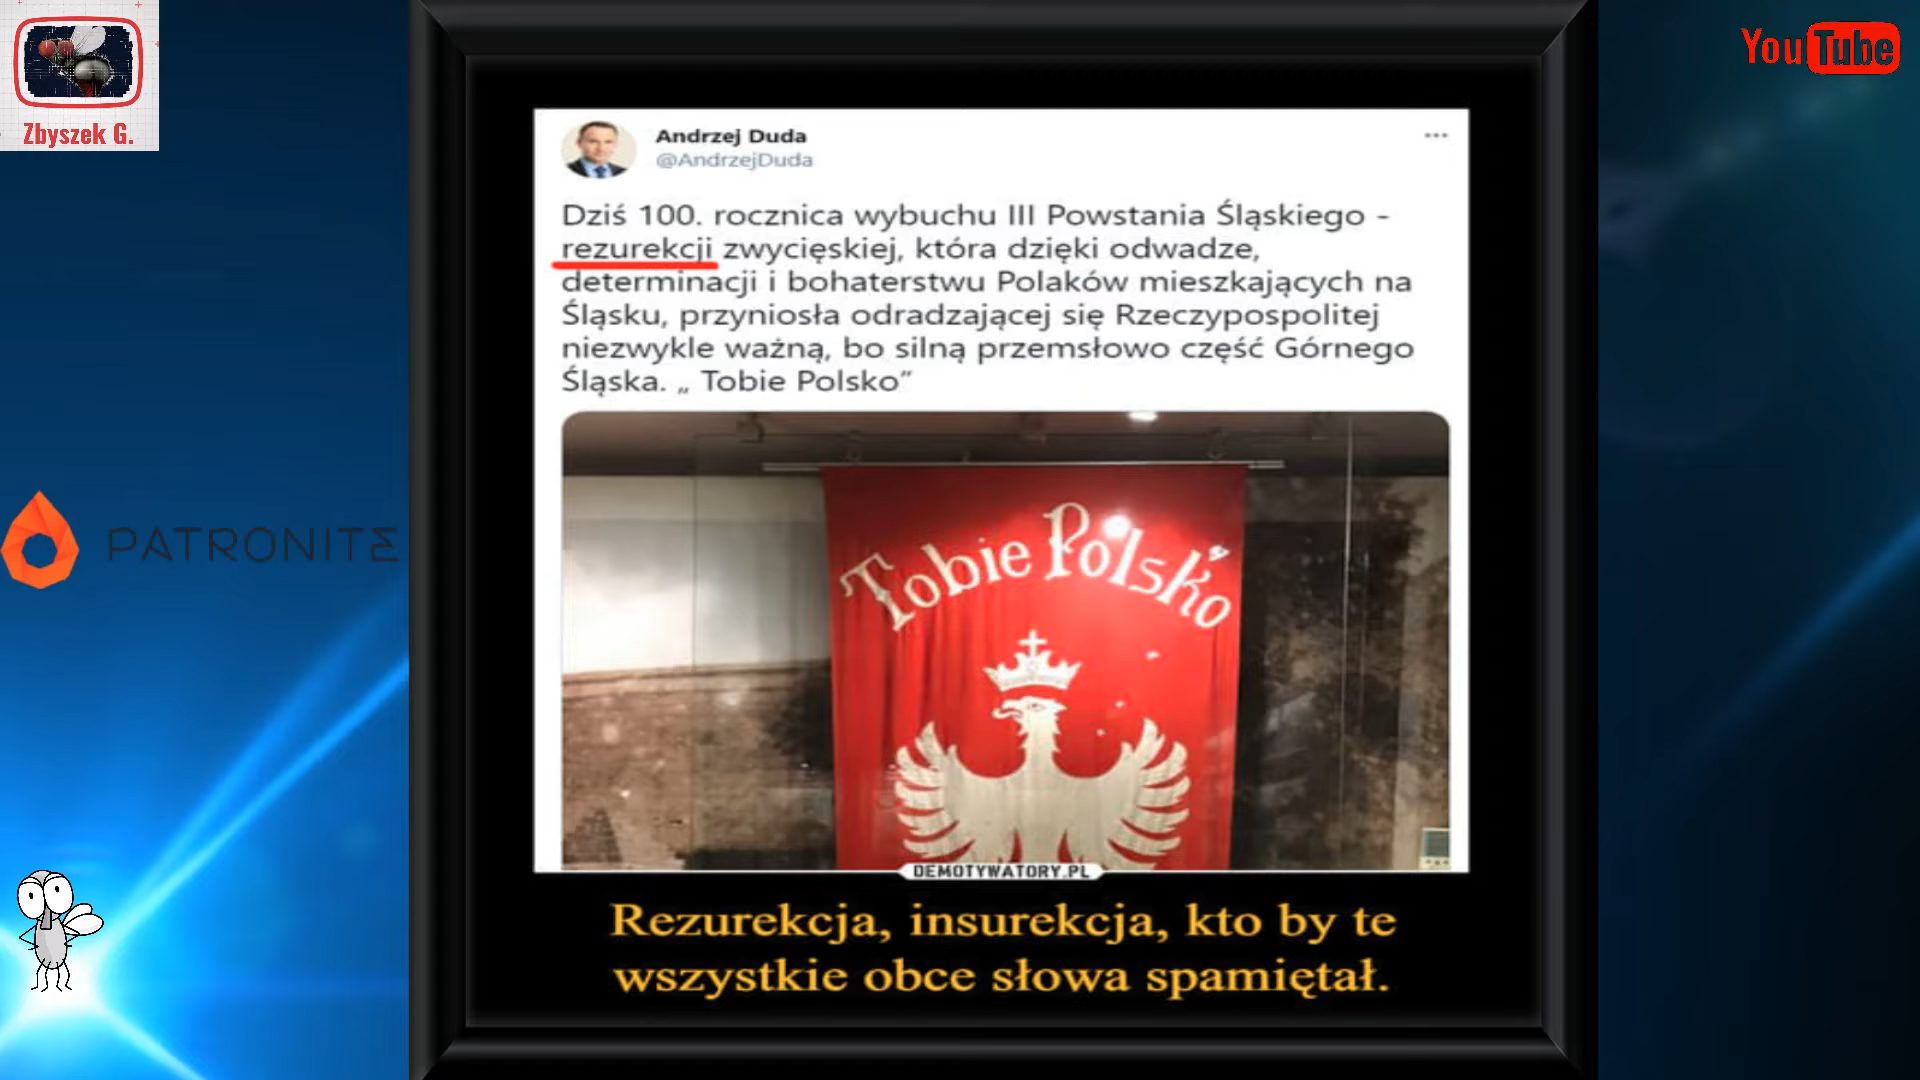 Zbyszek G.
YouTube
Andrzej Duda
@AndrzejDuda
Dziś 100. rocznica wybuchu III Powstania Śląskiego -
rezurekcji zwycięskiej, która dzięki odwadze,
determinacji i bohaterstwu Polaków mieszkających na
Śląsku, przyniosła odradzającej się Rzeczypospolitej
niezwykle ważną, bo silną przemsłowo część Górnego
Śląska. „ Tobie Polsko”
PATRONITE
Tobie Polsko
DEMOTYWATORY.PL
Rezurekcja, insurekcja, kto by te
wszystkie obce słowa spamiętał.